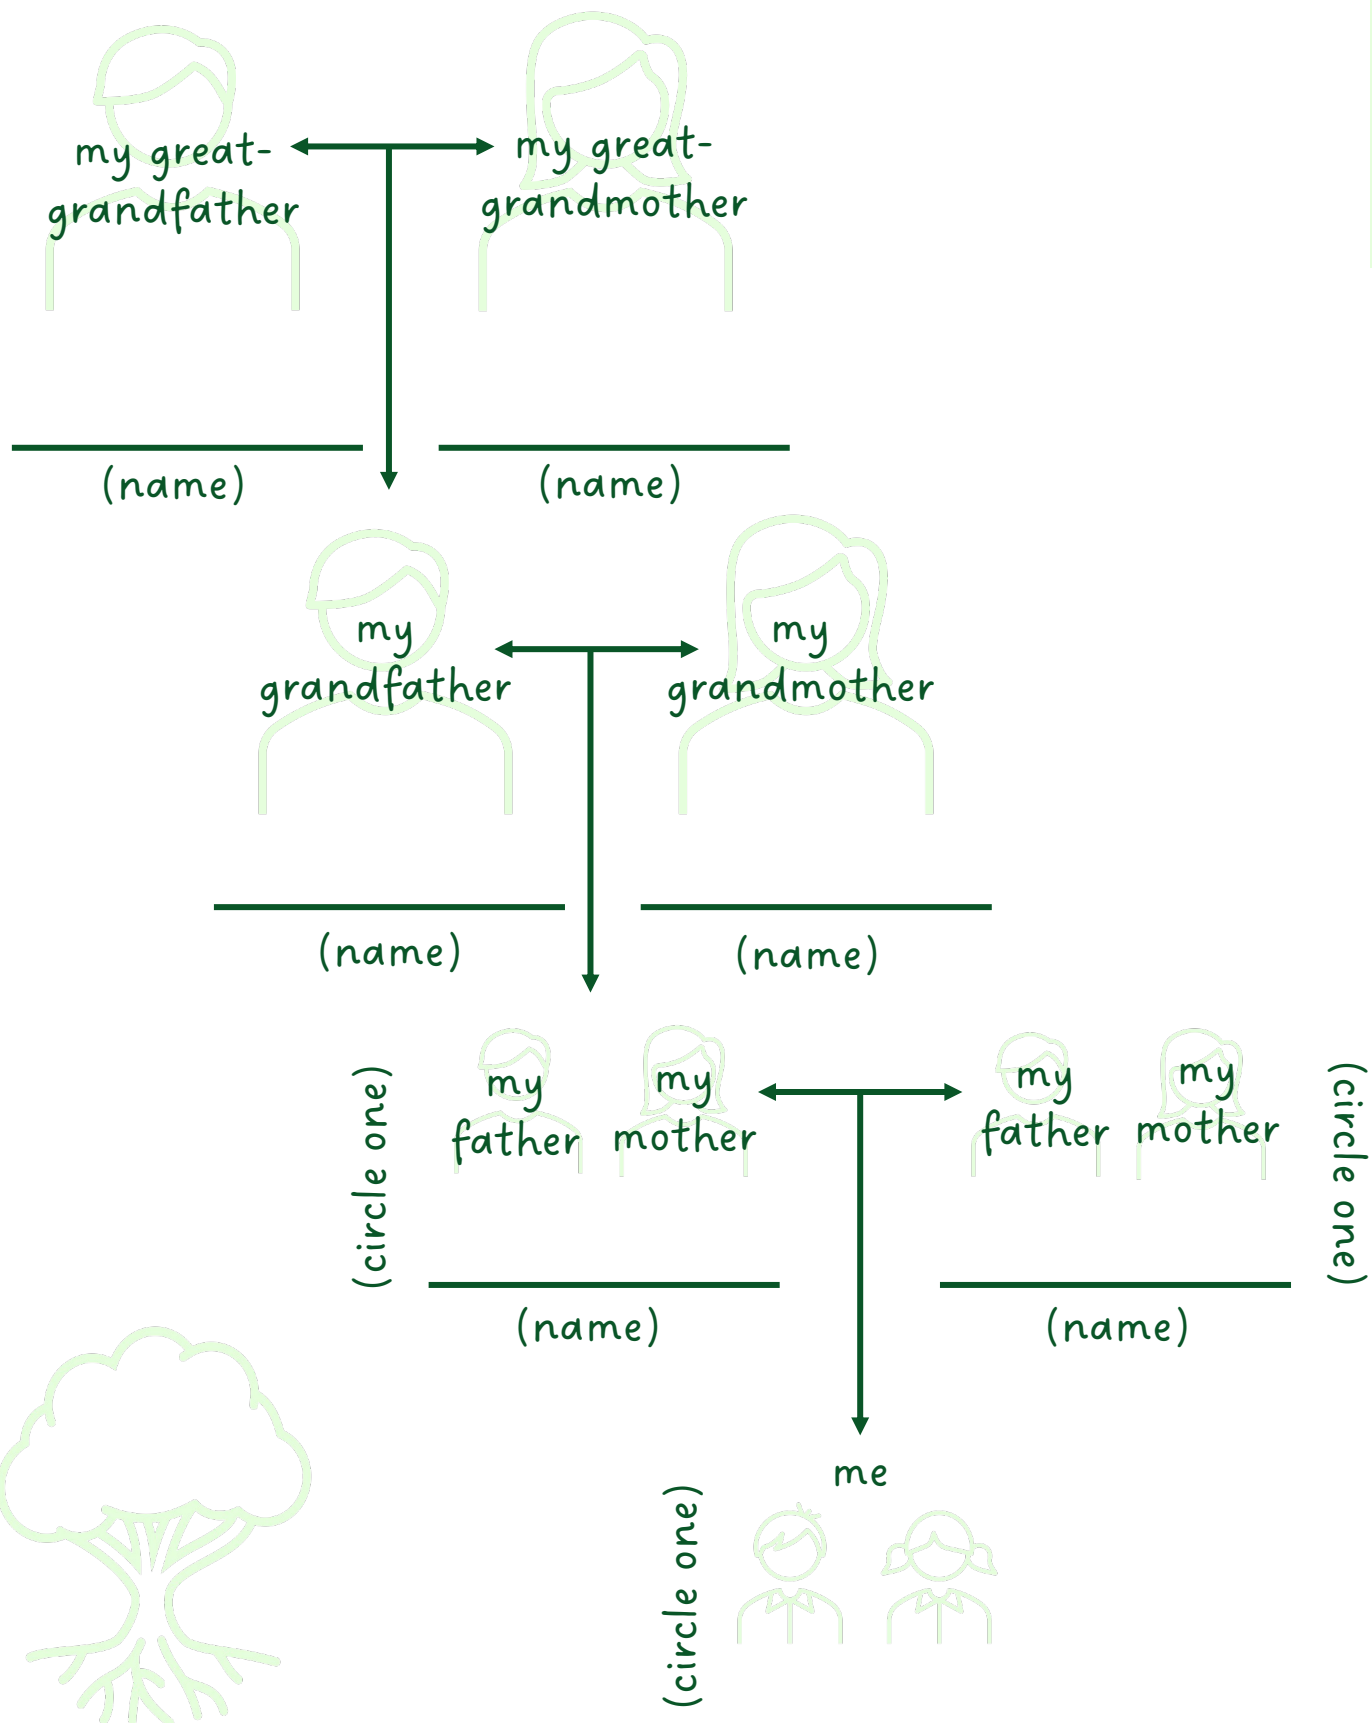 my great-
grandfather
my great-
grandmother
(name)
(name)
my
grandfather
my
grandmother
(name)
(name)
(circle one)
my
father
my
mother
my
father
my
mother
(circle one)
(name)
(name)
me
(circle one)